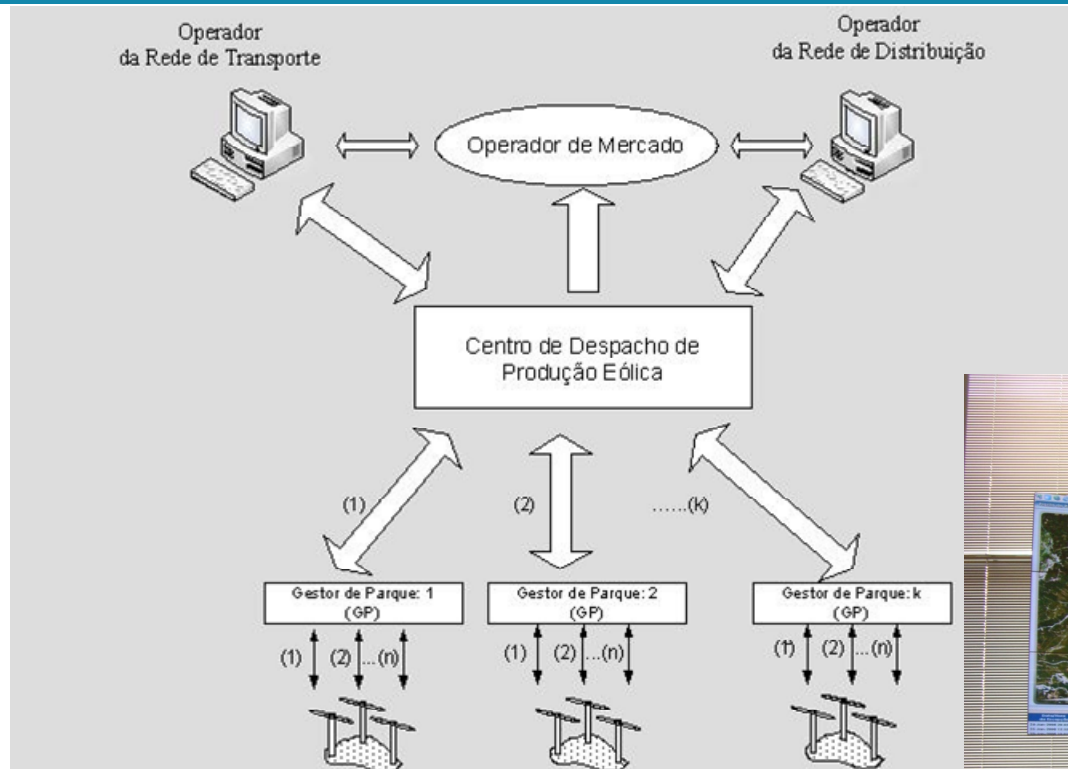 Operador
da Rede de Transporte
Operador
da Rede de Distribuição
Operador de Mercado
Centro de Despacho de
Produção Eólica
(1)
(2)
......(k)
Gestor de Parque: 1
(GP)
Gestor de Parque: 2
(GP)
Gestor de Parque: k
(GP)
(1) (2) ...(n)
(1) (2) ...(n)
(1) (2) ...(n)